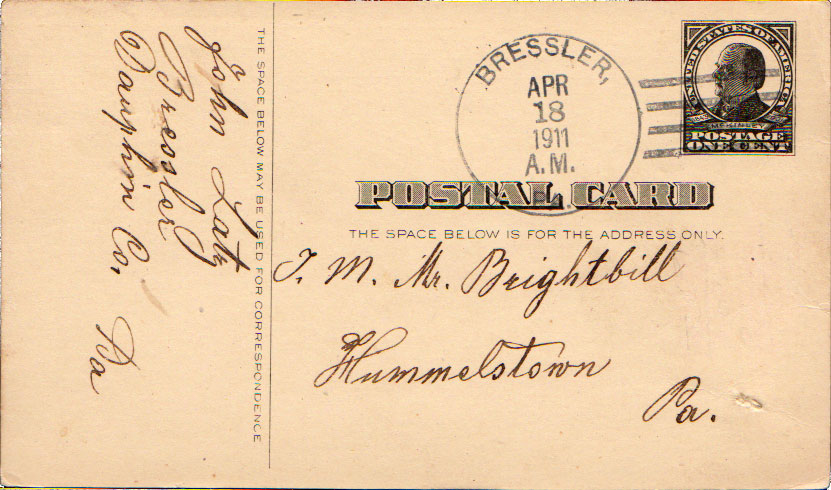 John Lutz
Bressler
Dauphin Co. Pa
THE SPACE BELOW MAY BE USED FOR CORRESPONDENCE
BRESSLER,
APR
18
1911
A.M.
UNITED STATES OF AMERICA
McKINLEY
POSTAGE
ONE CENT
POSTAL CARD
THE SPACE BELOW IS FOR THE ADDRESS ONLY.
I. M. Mr. Brightbill
Hummelstown
Pa.